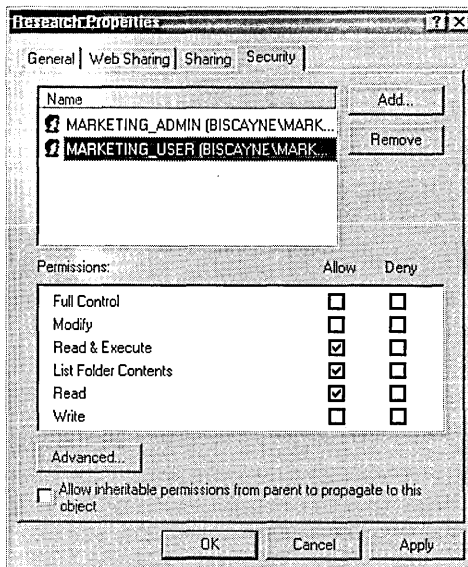 Research Properties ? ×
General Web Sharing Sharing Security
Name
MARKETING_ADMIN (BISCAYNE\MARK...
MARKETING_USER (BISCAYNE\MARK...
Add...
Remove
Permissions: Allow Deny
Full Control
Modify
Read & Execute
List Folder Contents
Read
Write
Advanced...
Allow inheritable permissions from parent to propagate to this
object
OK Cancel Apply